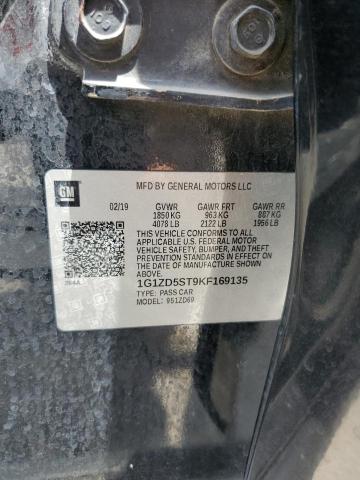 GM
MFD BY GENERAL MOTORS LLC
02/19 GVWR GAWR FRT GAWR RR
1850 KG 963 KG 887 KG
4078 LB 2122 LB 1956 LB
THIS VEHICLE CONFORMS TO ALL
APPLICABLE U.S. FEDERAL MOTOR
VEHICLE SAFETY, BUMPER, AND THEFT
PREVENTION STANDARDS IN EFFECT ON
THE DATE OF MANUFACTURE SHOWN ABOVE.
1G1ZD5ST9KF169135
TYPE: PASS CAR
MODEL: 951ZD69